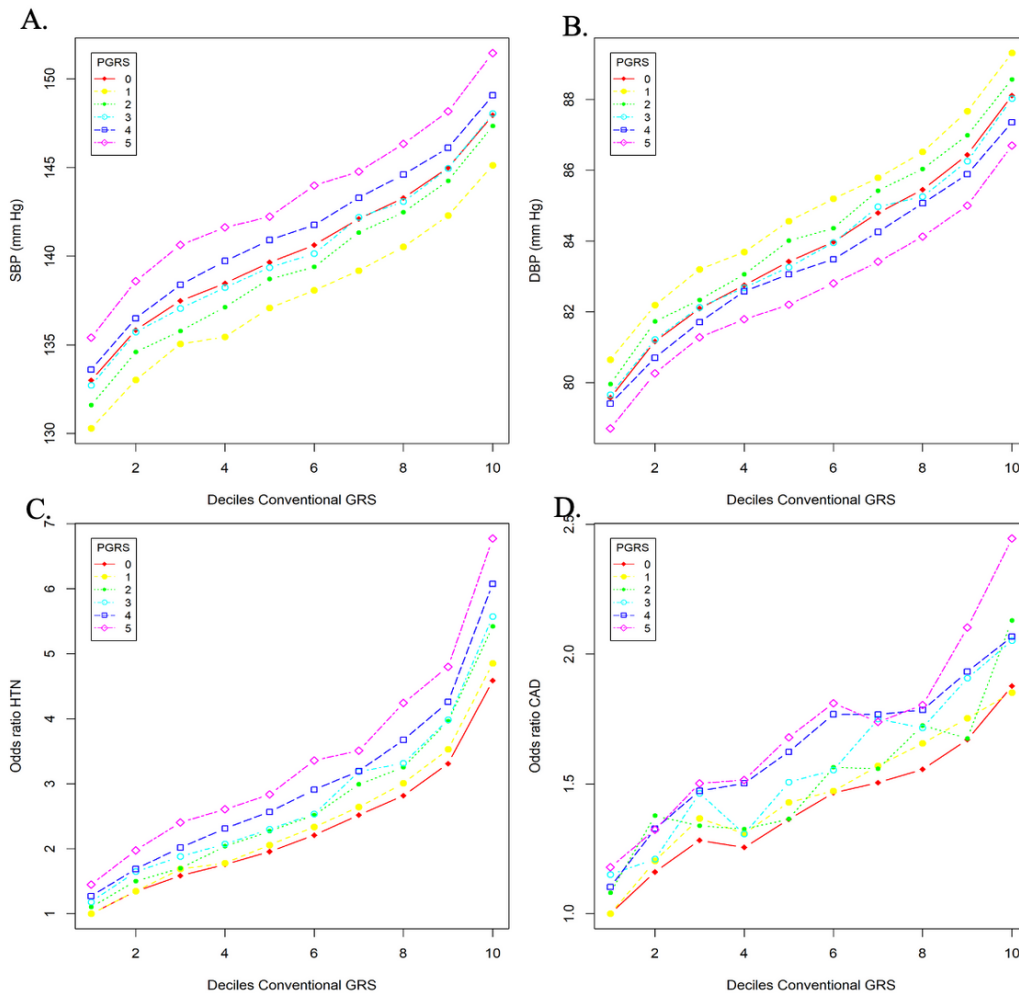 A.
PGRS
0
1
2
3
4
5
SBP (mm Hg)
150
145
140
135
130
2 4 6 8 10
Deciles Conventional GRS
B.
PGRS
0
1
2
3
4
5
DBP (mm Hg)
88
86
84
82
80
2 4 6 8 10
Deciles Conventional GRS
C.
PGRS
0
1
2
3
4
5
Odds ratio HTN
7
6
5
4
3
2
1
2 4 6 8 10
Deciles Conventional GRS
D.
PGRS
0
1
2
3
4
5
Odds ratio CAD
2.5
2.0
1.5
1.0
2 4 6 8 10
Deciles Conventional GRS